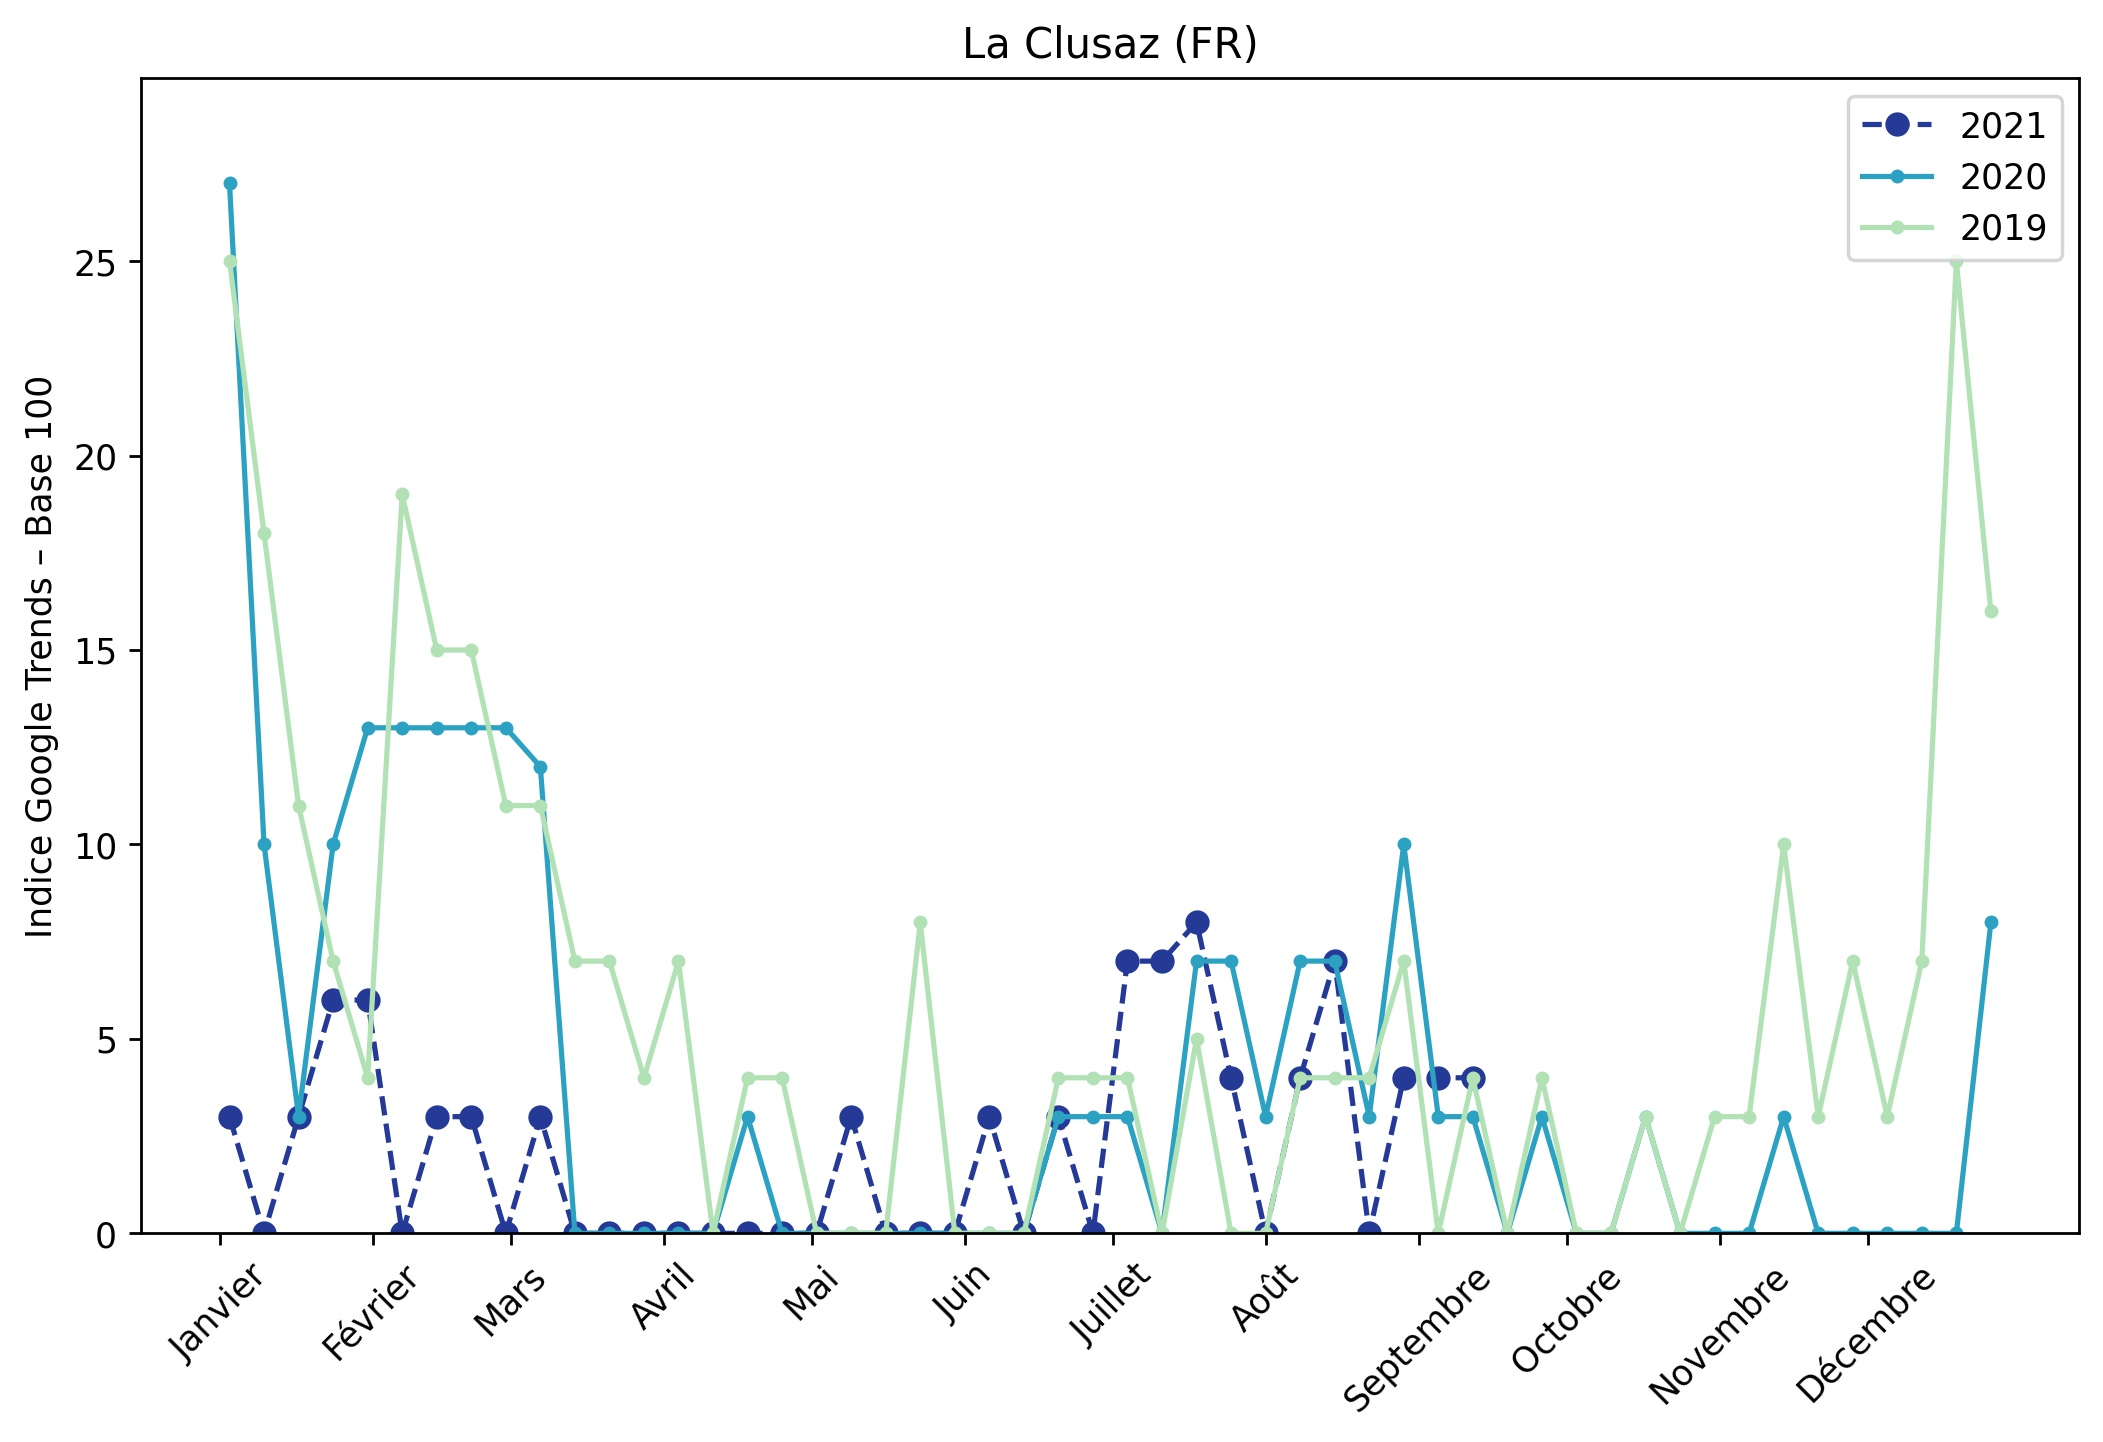 La Clusaz (FR)
2021
2020
2019
Indice Google Trends – Base 100
25
20
15
10
5
0
Janvier
Février
Mars
Avril
Mai
Juin
Juillet
Août
Septembre
Octobre
Novembre
Décembre